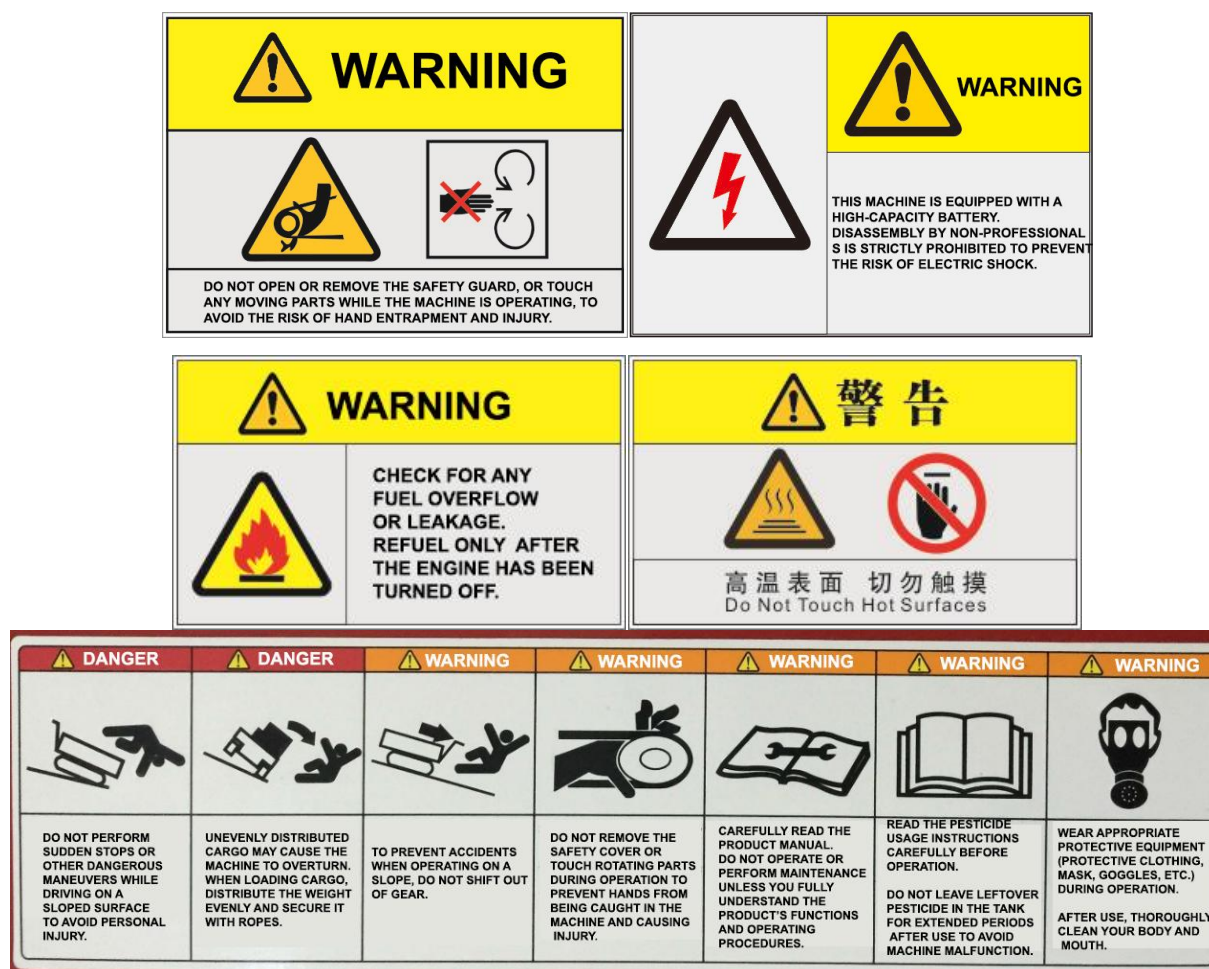 WARNING
DO NOT OPEN OR REMOVE THE SAFETY GUARD, OR TOUCH
ANY MOVING PARTS WHILE THE MACHINE IS OPERATING, TO
AVOID THE RISK OF HAND ENTRAPMENT AND INJURY.
WARNING
THIS MACHINE IS EQUIPPED WITH A
HIGH-CAPACITY BATTERY.
DISASSEMBLY BY NON-PROFESSIONAL
S IS STRICTLY PROHIBITED TO PREVENT
THE RISK OF ELECTRIC SHOCK.
WARNING
CHECK FOR ANY
FUEL OVERFLOW
OR LEAKAGE.
REFUEL ONLY AFTER
THE ENGINE HAS BEEN
TURNED OFF.
警告
高温表面 切勿触摸
Do Not Touch Hot Surfaces
DANGER
DO NOT PERFORM
SUDDEN STOPS OR
OTHER DANGEROUS
MANEUVERS WHILE
DRIVING ON A
SLOPED SURFACE
TO AVOID PERSONAL
INJURY.
DANGER
UNEVENLY DISTRIBUTED
CARGO MAY CAUSE THE
MACHINE TO OVERTURN.
WHEN LOADING CARGO,
DISTRIBUTE THE WEIGHT
EVENLY AND SECURE IT
WITH ROPES.
WARNING
TO PREVENT ACCIDENTS
WHEN OPERATING ON A
SLOPE, DO NOT SHIFT OUT
OF GEAR.
WARNING
DO NOT REMOVE THE
SAFETY COVER OR
TOUCH ROTATING PARTS
DURING OPERATION TO
PREVENT HANDS FROM
BEING CAUGHT IN THE
MACHINE AND CAUSING
INJURY.
WARNING
CAREFULLY READ THE
PRODUCT MANUAL.
DO NOT OPERATE OR
PERFORM MAINTENANCE
UNLESS YOU FULLY
UNDERSTAND THE
PRODUCT'S FUNCTIONS
AND OPERATING
PROCEDURES.
WARNING
READ THE PESTICIDE
USAGE INSTRUCTIONS
CAREFULLY BEFORE
OPERATION.
DO NOT LEAVE LEFTOVER
PESTICIDE IN THE TANK
FOR EXTENDED PERIODS
AFTER USE TO AVOID
MACHINE MALFUNCTION.
WARNING
WEAR APPROPRIATE
PROTECTIVE EQUIPMENT
(PROTECTIVE CLOTHING,
MASK, GOGGLES, ETC.)
DURING OPERATION.
AFTER USE, THOROUGHLY
CLEAN YOUR BODY AND
MOUTH.